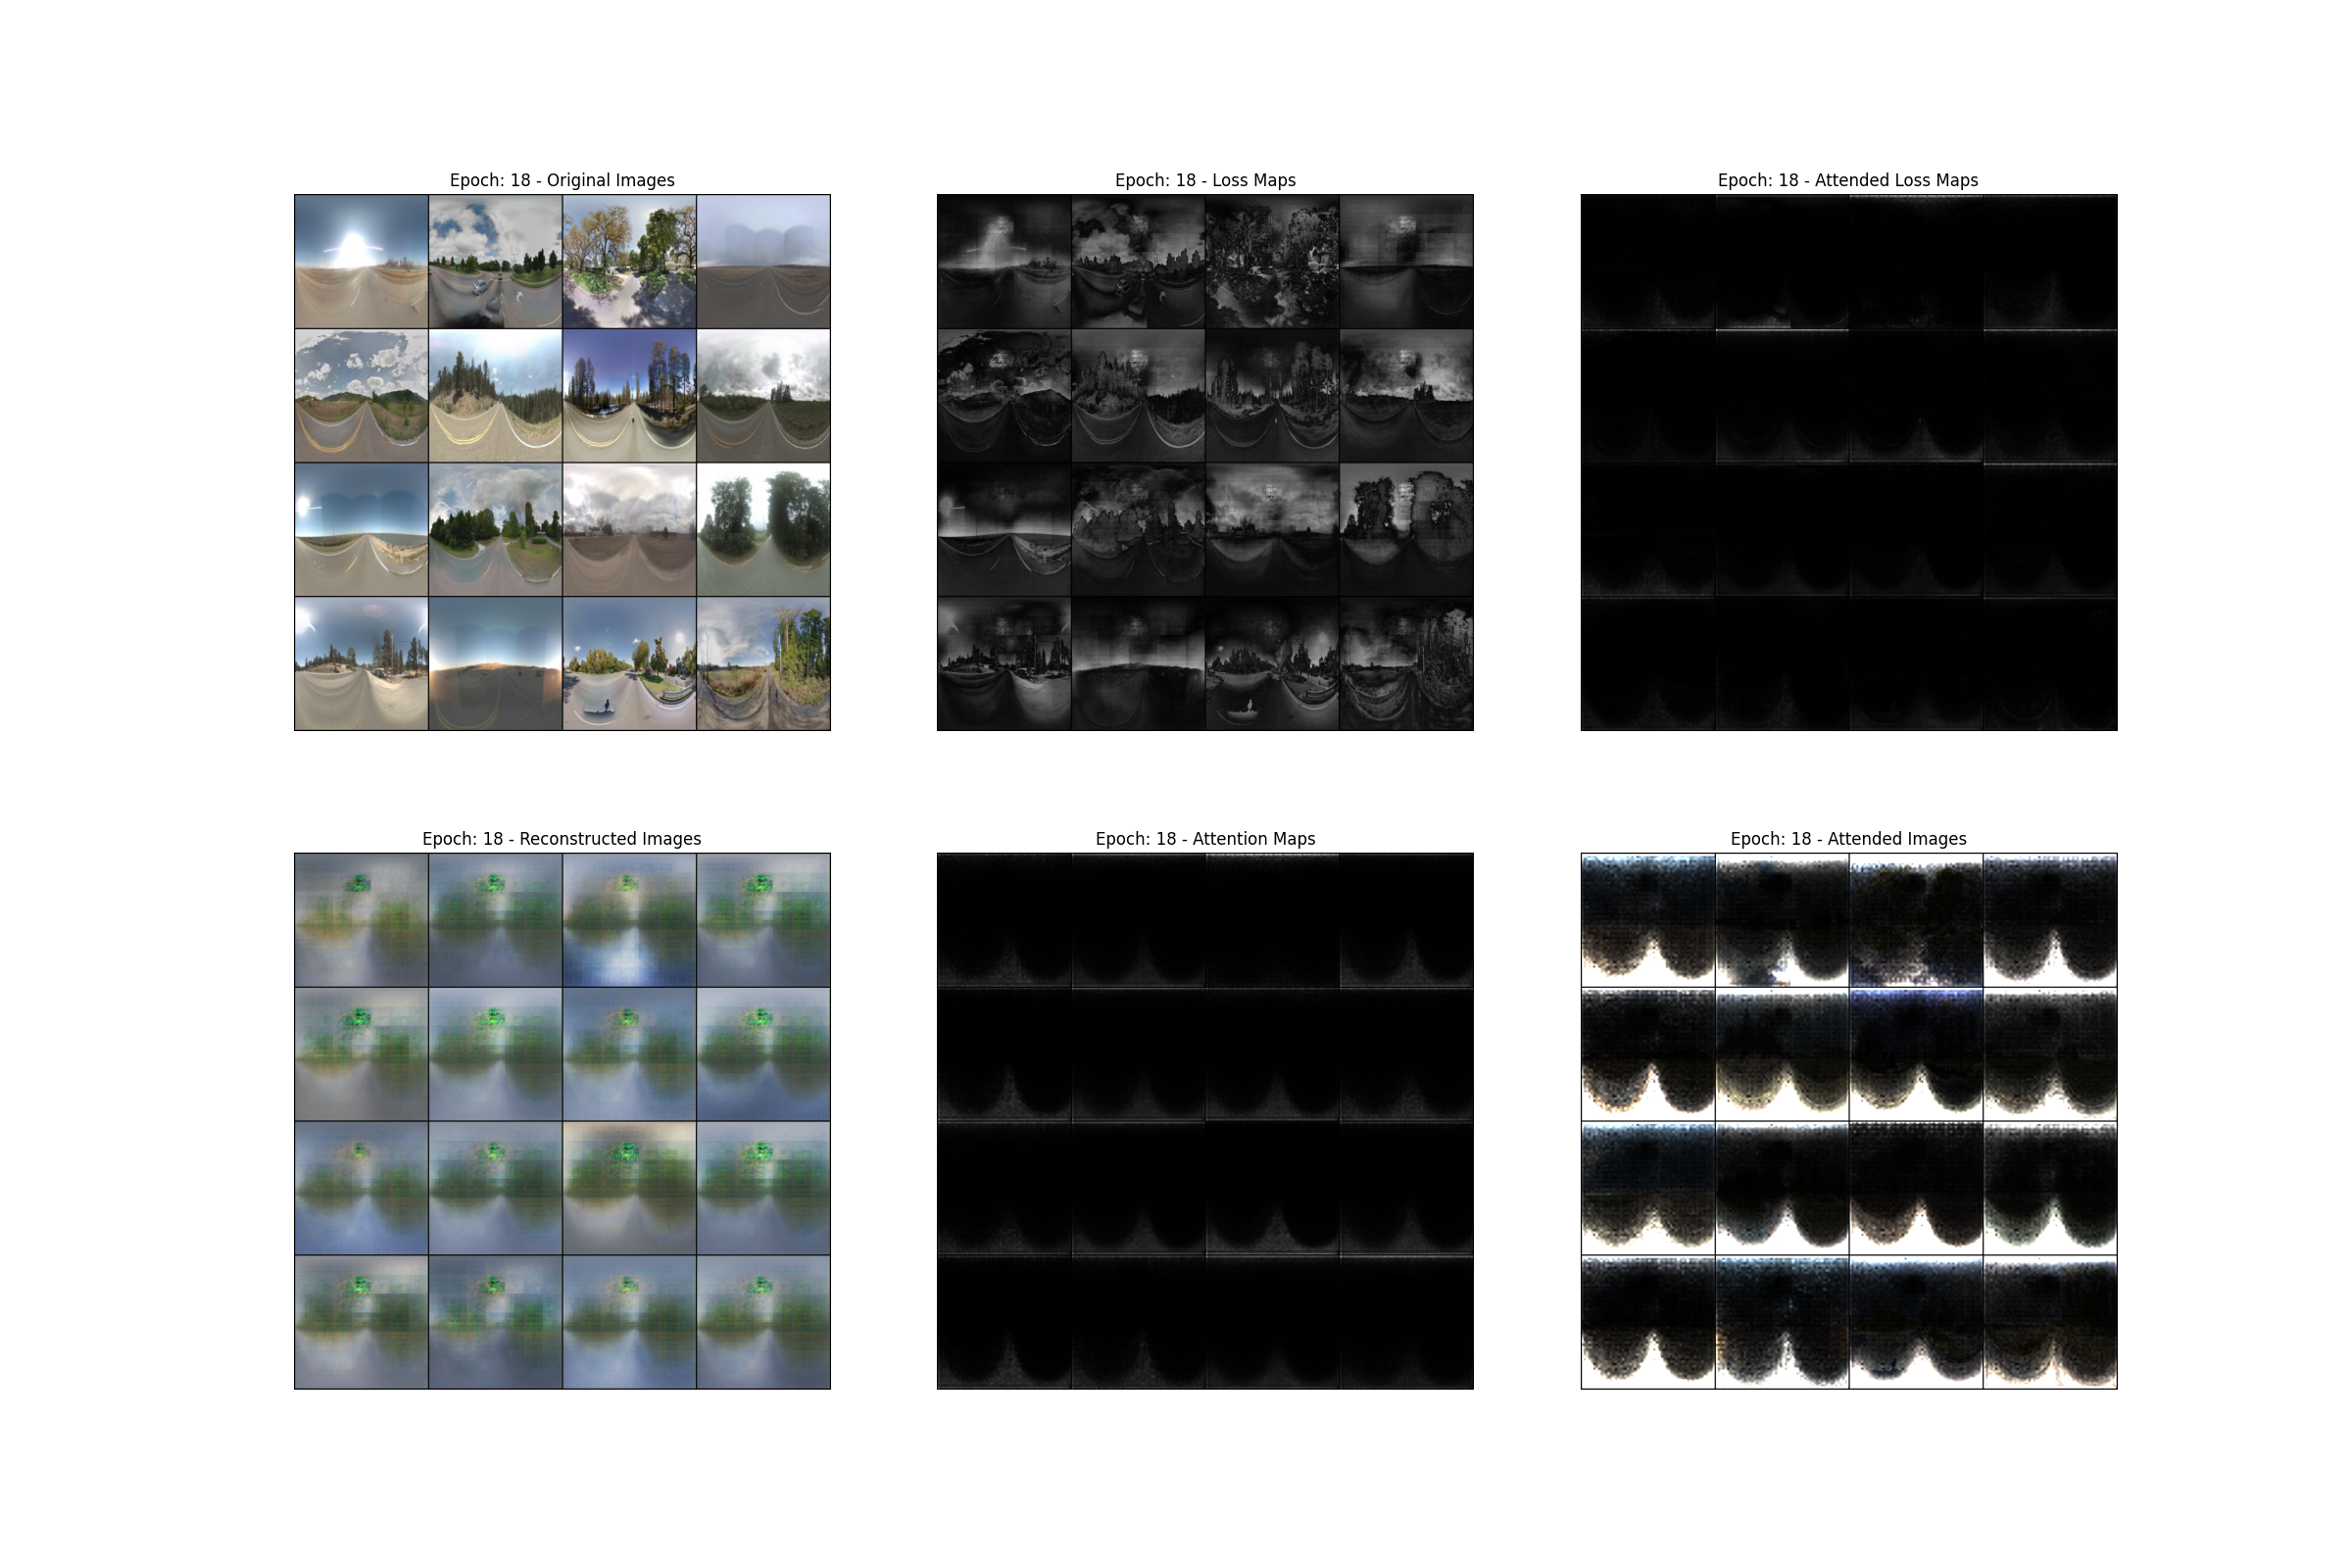 Epoch: 18 - Original Images
Epoch: 18 - Loss Maps
Epoch: 18 - Attended Loss Maps
Epoch: 18 - Reconstructed Images
Epoch: 18 - Attention Maps
Epoch: 18 - Attended Images